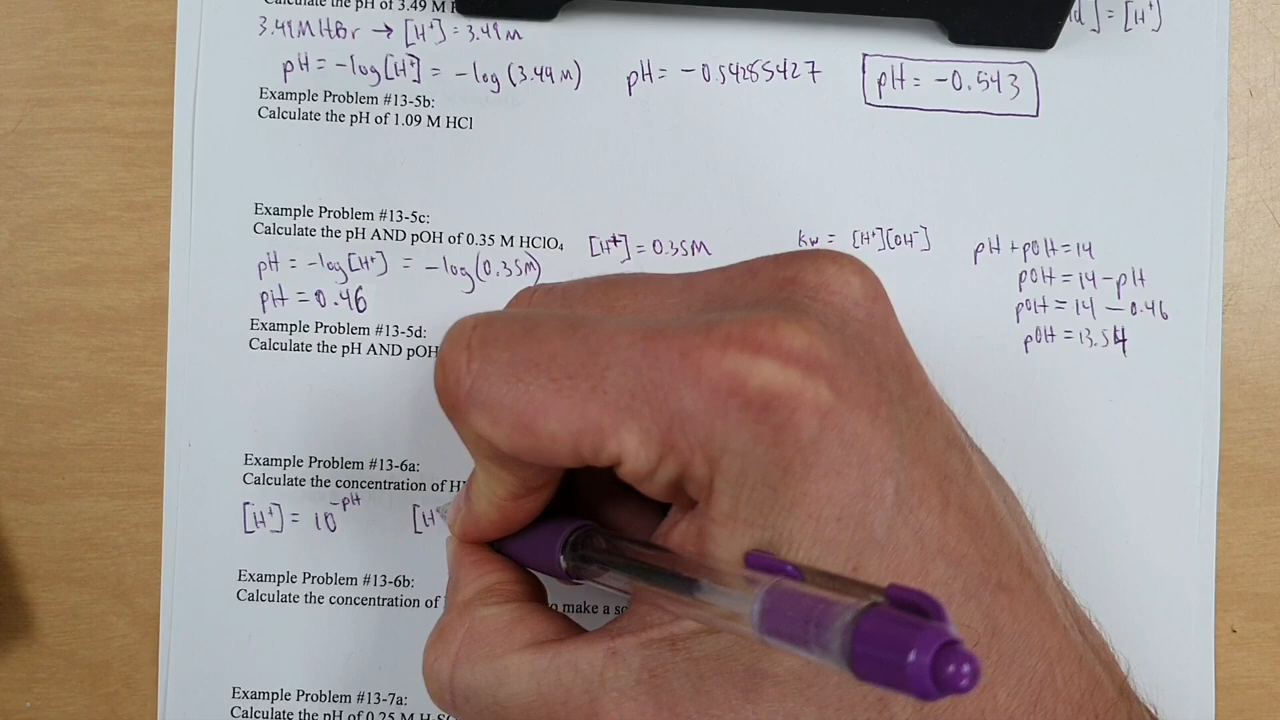 Calculate the pH of 3.49 M
3.49M HBr → [H⁺] = 3.49M
] = [H⁺]
pH = -log[H⁺] = -log(3.49M) pH = -0.54285427 pH = -0.543
Example Problem #13-5b:
Calculate the pH of 1.09 M HCl
Example Problem #13-5c:
Calculate the pH AND pOH of 0.35 M HClO₄ [H⁺] = 0.35M Kw = [H⁺][OH⁻] pH + pOH = 14
pH = -log[H⁺] = -log(0.35M) pOH = 14 - pH
pH = 0.46 pOH = 14 - 0.46
Example Problem #13-5d:
pOH = 13.54
Calculate the pH AND pOH
Example Problem #13-6a:
Calculate the concentration of
[H⁺] = 10^-pH [H⁺
Example Problem #13-6b:
Calculate the concentration of make a
Example Problem #13-7a:
Calculate the pH of 0.25 M